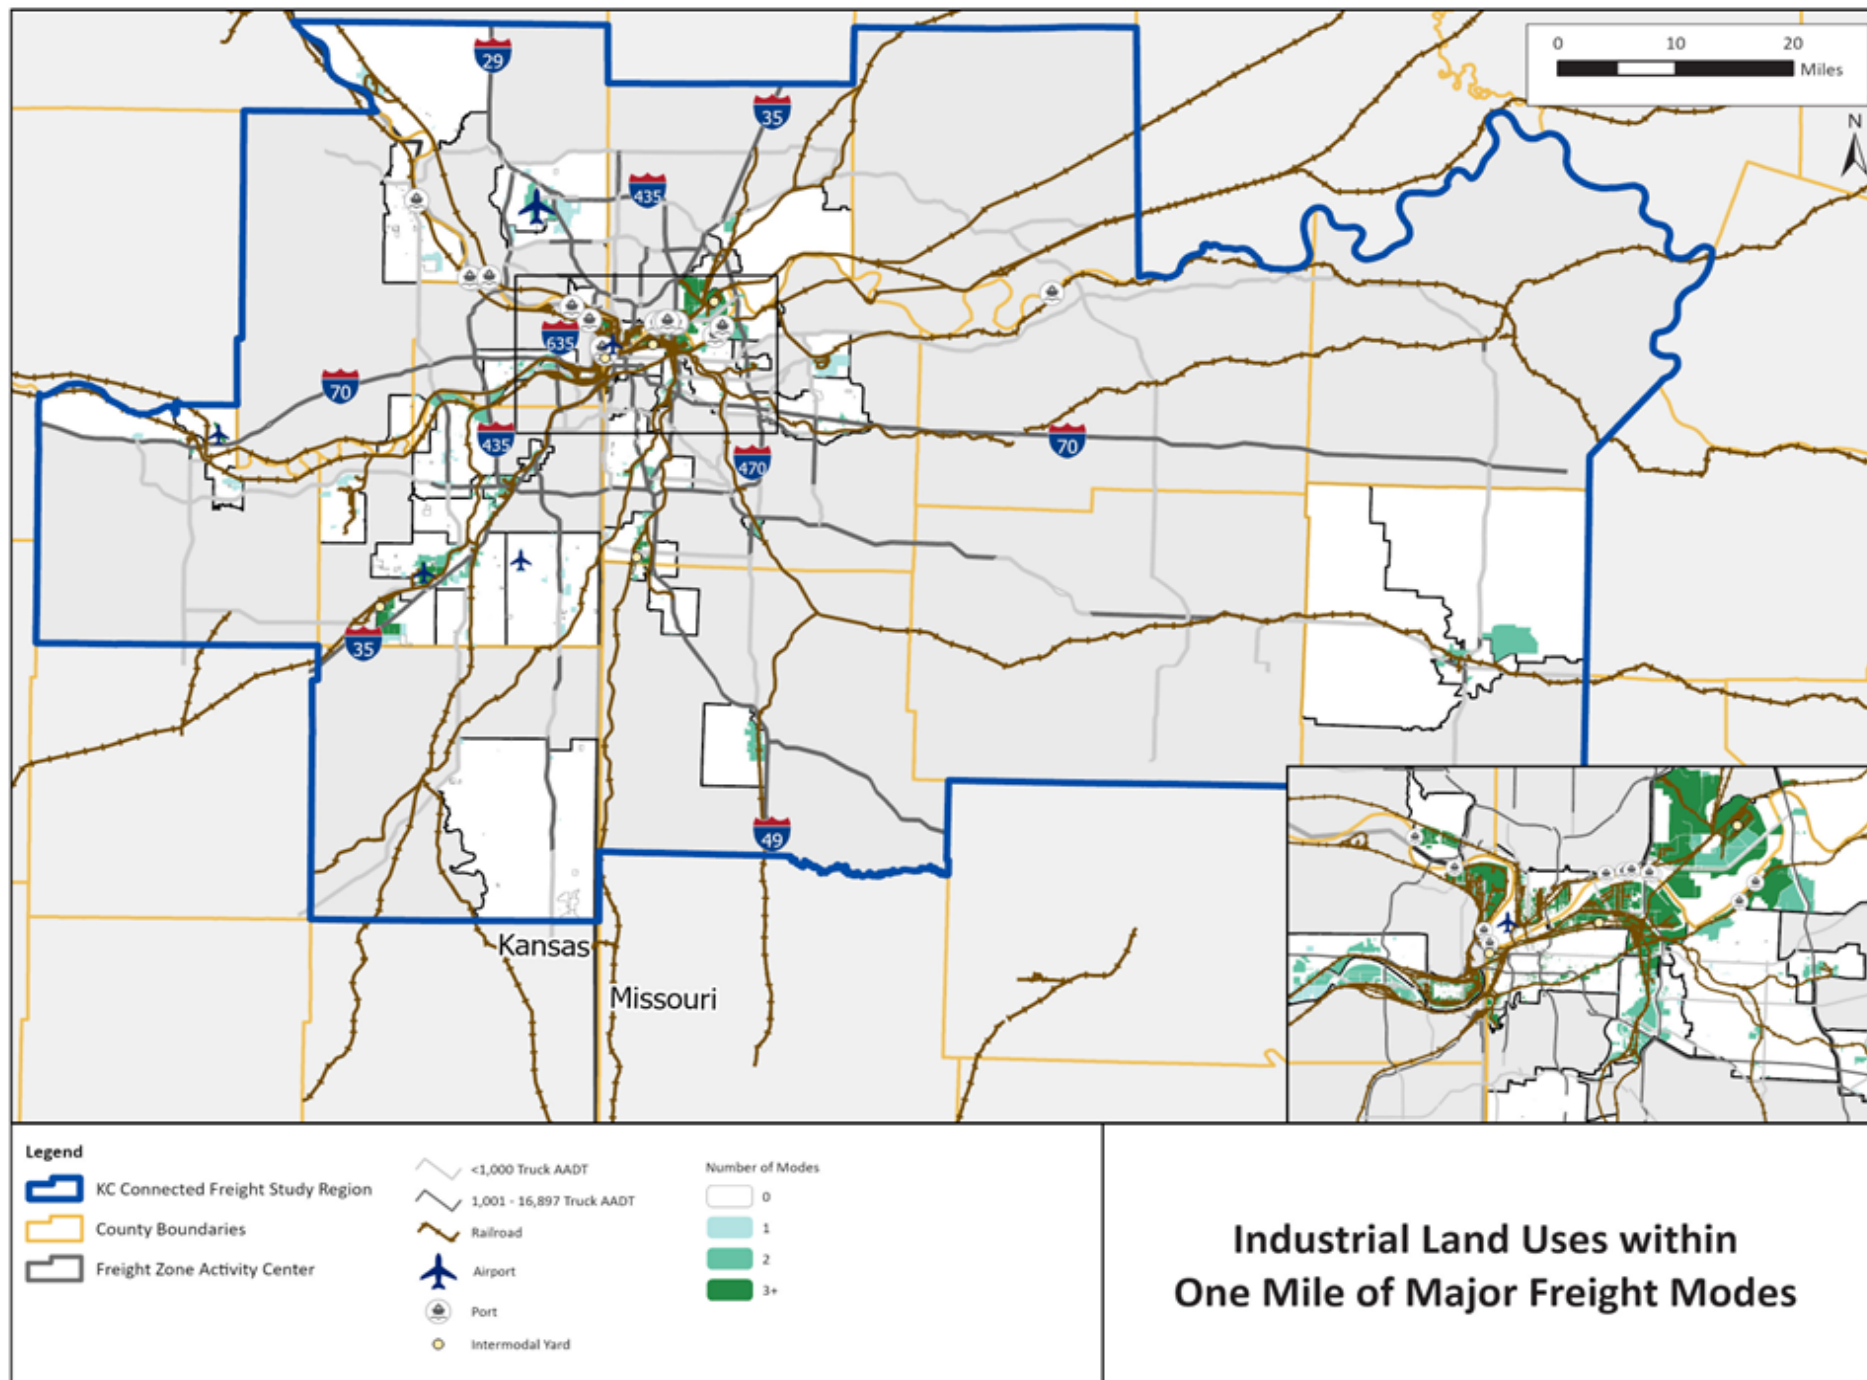 0 10 20
Miles
N
29
35
435
635
70
435
470
70
35
49
Kansas
Missouri
Legend
KC Connected Freight Study Region
County Boundaries
Freight Zone Activity Center
<1,000 Truck AADT
1,001 - 16,897 Truck AADT
Railroad
Airport
Port
Intermodal Yard
Number of Modes
0
1
2
3+
Industrial Land Uses within
One Mile of Major Freight Modes